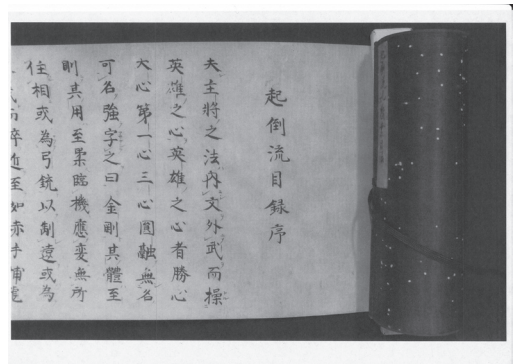 起倒流目録序
夫主将之法内文外武而操
英雄之心英雄之心者勝心
大心第一心三心圓融無名
可名強字之曰金剛其體至
剛其用至柔臨機應変無所
住相或為弓銃以制遠或為
至如赤手捕